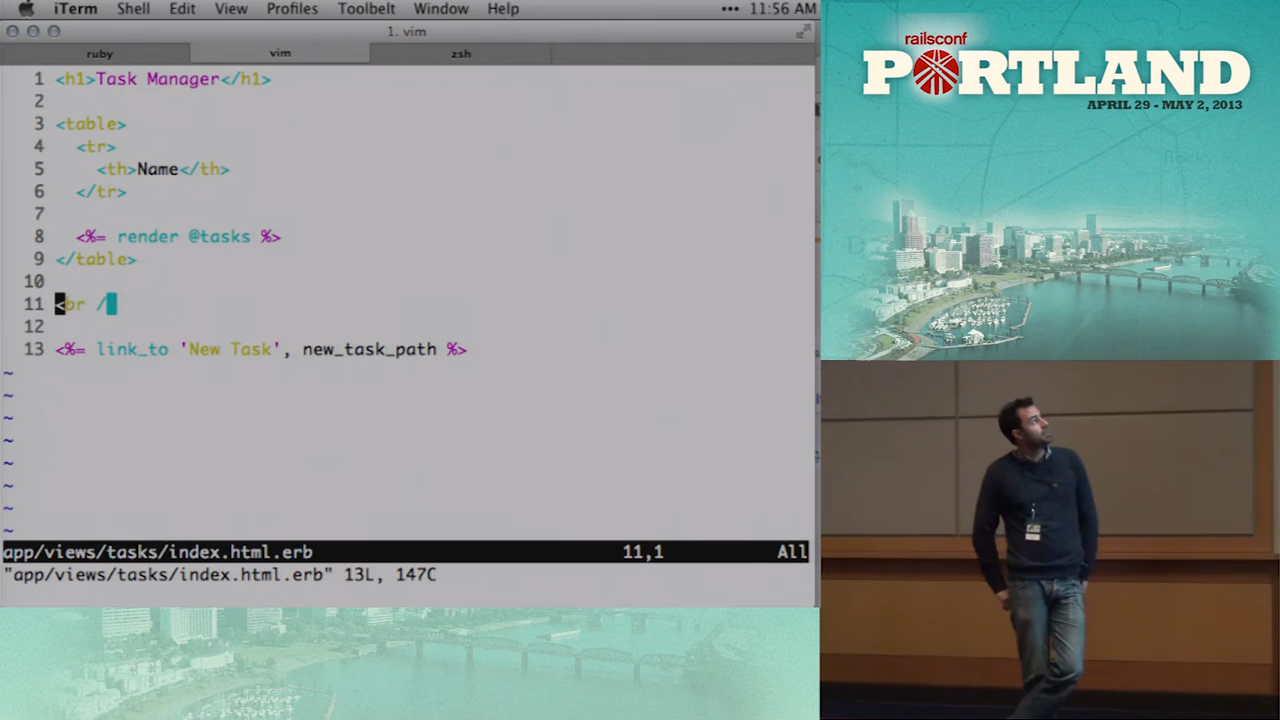 iTerm Shell Edit View Profiles Toolbelt Window Help ••• 11:56 AM
1. vim
ruby vim zsh
1 <h1>Task Manager</h1>
2
3 <table>
4 <tr>
5 <th>Name</th>
6 </tr>
7
8 <%= render @tasks %>
9 </table>
10
11 <br /
12
13 <%= link_to 'New Task', new_task_path %>
~
~
~
~
~
~
~
~
app/views/tasks/index.html.erb 11,1 All
"app/views/tasks/index.html.erb" 13L, 147C
railsconf
PORTLAND
APRIL 29 - MAY 2, 2013